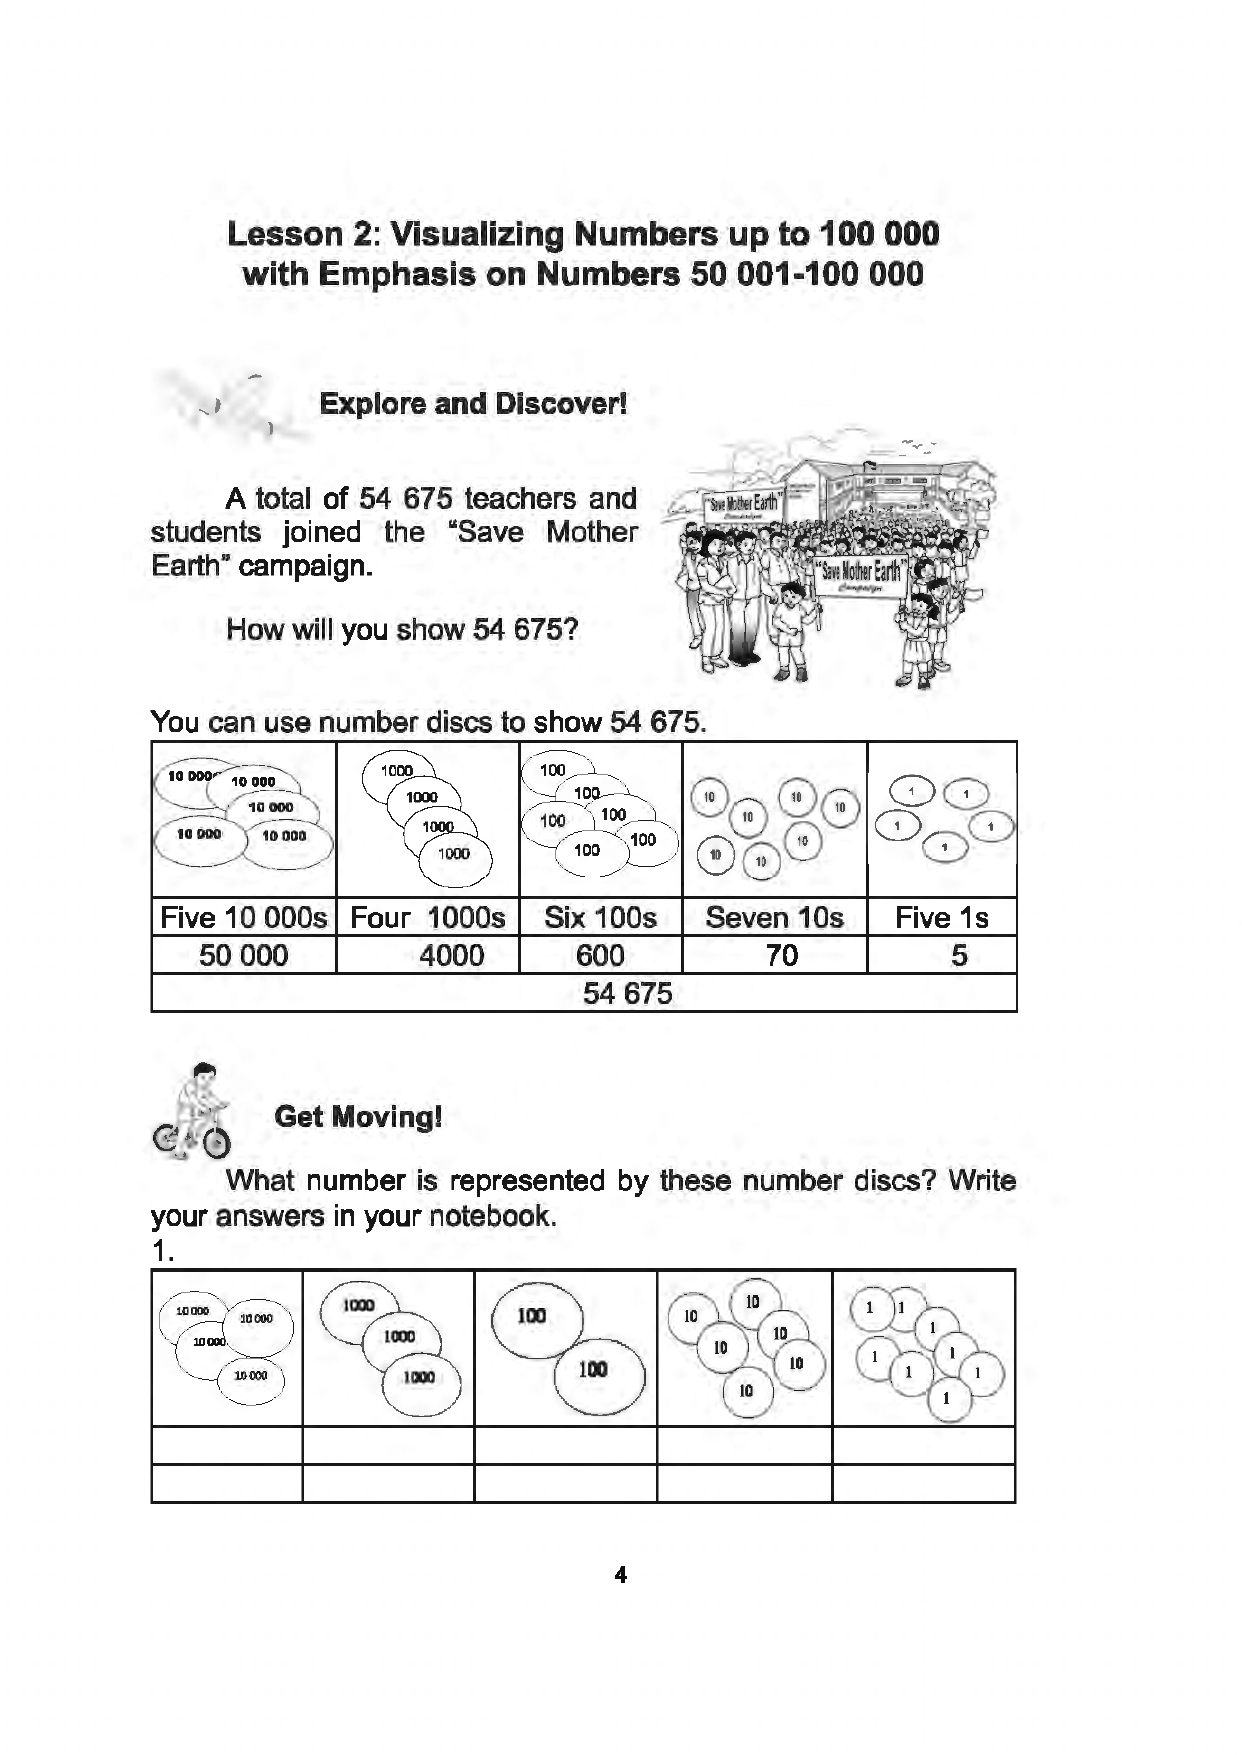 Lesson 2: Visualizing Numbers up to 100 000
with Emphasis on Numbers 50 001-100 000
Explore and Discover!
A total of 54 675 teachers and
students joined the “Save Mother
Earth” campaign.
"Save Mother Earth"
Campaign
"Save Mother Earth"
Campaign
How will you show 54 675?
You can use number discs to show 54 675.
10 000 10 000 10 000 10 000 10 000
1000 1000 1000 1000
100 100 100 100 100 100
10 10 10 10 10 10 10
1 1 1 1 1
Five 10 000s Four 1000s Six 100s Seven 10s Five 1s
50 000 4000 600 70 5
54 675
Get Moving!
What number is represented by these number discs? Write
your answers in your notebook.
1.
10 000 10 000 10 000 10 000
1000 1000 1000
100 100
10 10 10 10 10 10
1 1 1 1 1 1 1 1
4